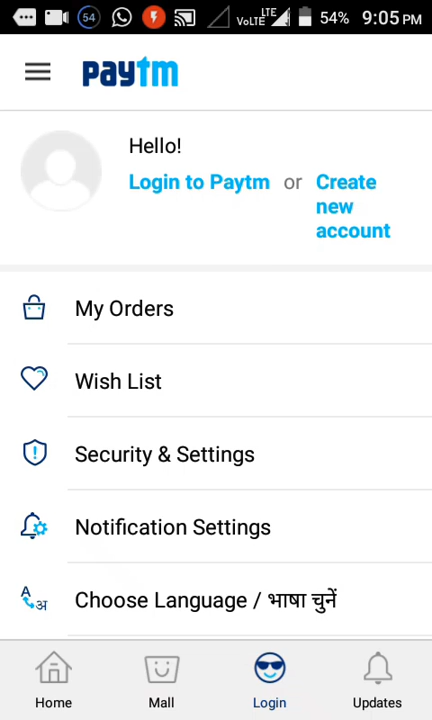 54 VoLTE LTE 54% 9:05 PM
paytm
Hello!
Login to Paytm or Create
new
account
My Orders
Wish List
Security & Settings
Notification Settings
A अ Choose Language / भाषा चुनें
Home Mall Login Updates